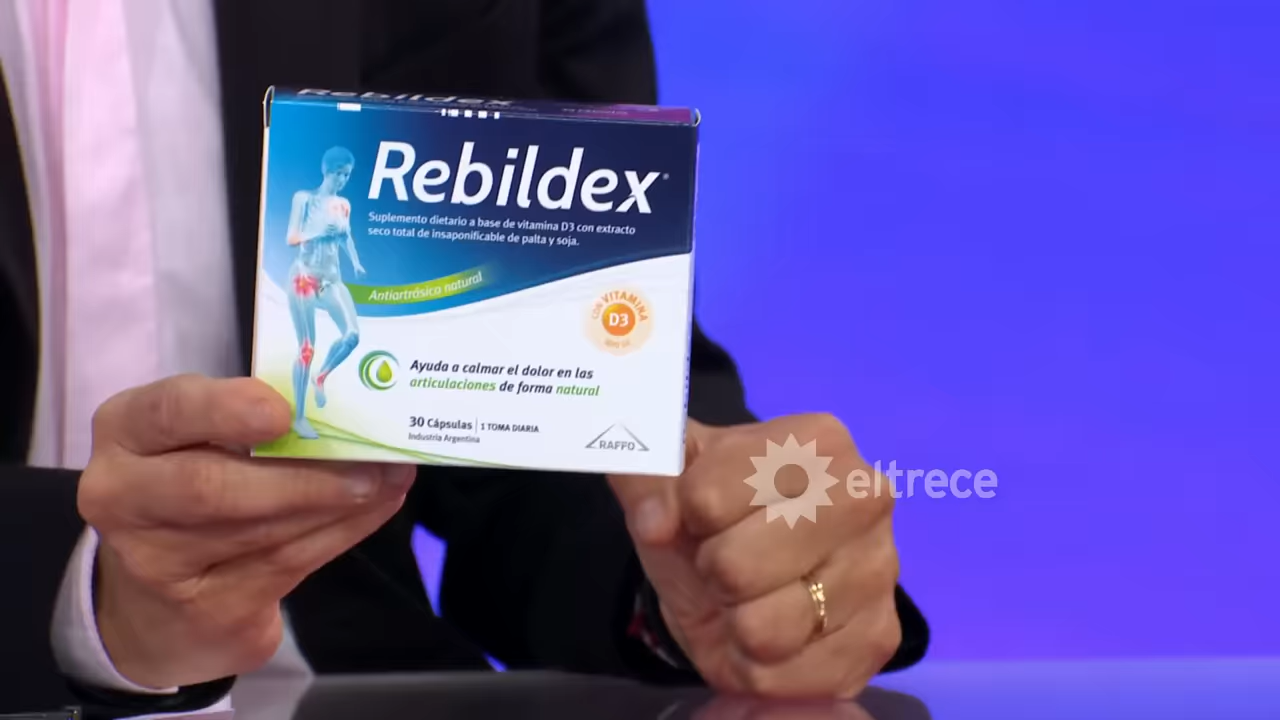 Rebildex
Rebildex
Suplemento dietario a base de vitamina D3 con extracto
seco total de insaponificable de palta y soja.
Antiartrósico natural
CON VITAMINA
D3
Ayuda a calmar el dolor en las
articulaciones de forma natural
30 Cápsulas | 1 TOMA DIARIA
Industria Argentina
RAFFO
eltrece